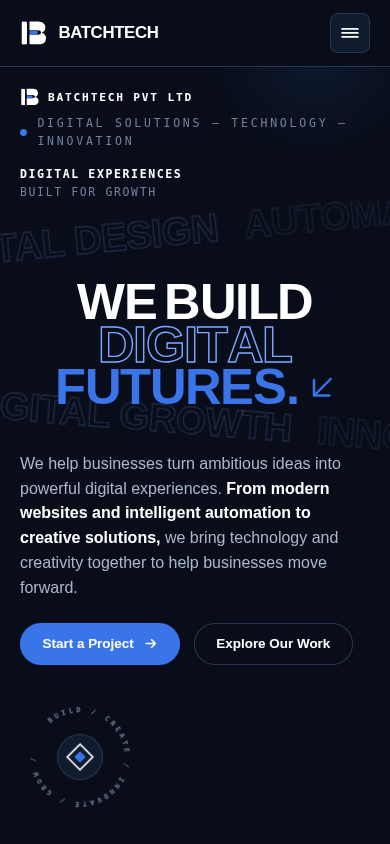 BATCHTECH
BATCHTECH PVT LTD
DIGITAL SOLUTIONS — TECHNOLOGY —
INNOVATION
DIGITAL EXPERIENCES
BUILT FOR GROWTH
TAL DESIGN AUTOMA
WE BUILD
DIGITAL
FUTURES.
GITAL GROWTH INNO
We help businesses turn ambitious ideas into
powerful digital experiences. From modern
websites and intelligent automation to
creative solutions, we bring technology and
creativity together to help businesses move
forward.
Start a Project → Explore Our Work
BUILD / CREATE / INNOVATE / GROW /